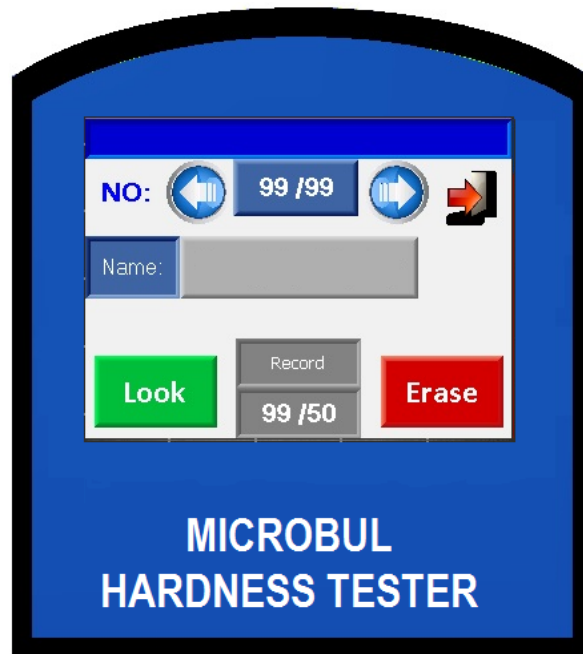 NO: 99 /99
Name:
Record
Look 99 /50 Erase
MICROBUL
HARDNESS TESTER